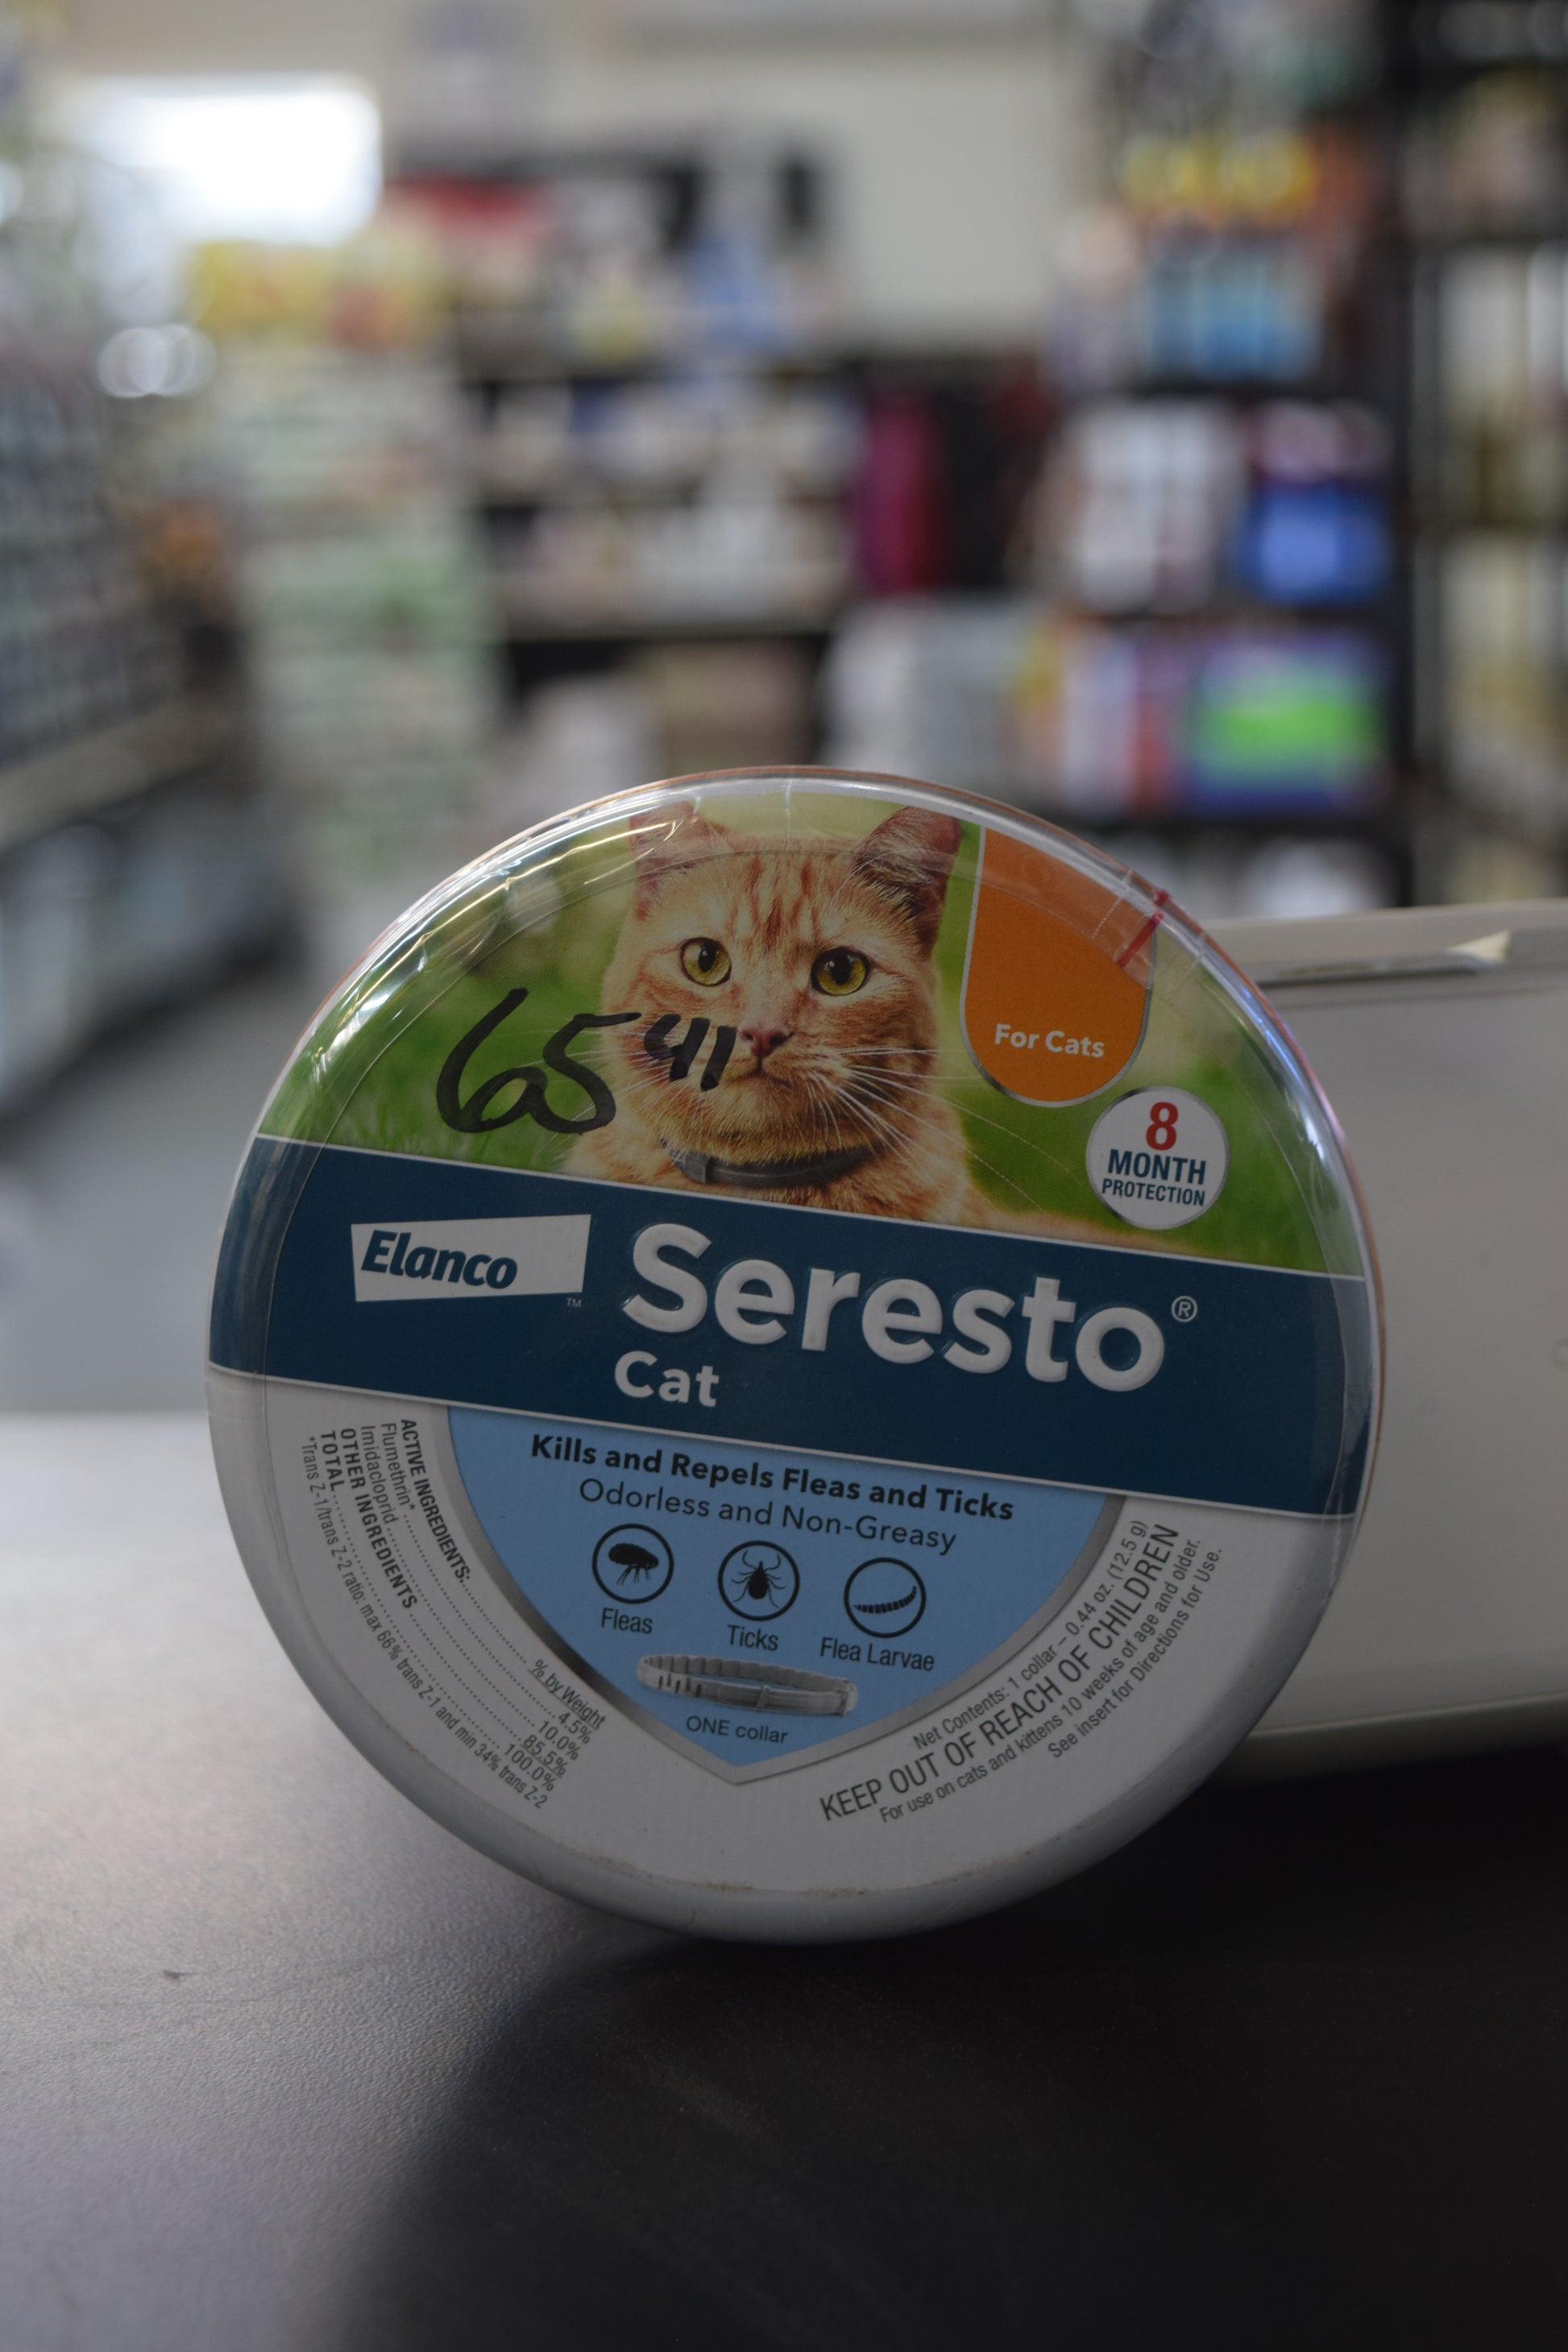 For Cats
65 41
8
MONTH
PROTECTION
Elanco™
Seresto®
Cat
Kills and Repels Fleas and Ticks
Odorless and Non-Greasy
Fleas
Ticks
Flea Larvae
ONE collar
ACTIVE INGREDIENTS: % by Weight
Flumethrin* 4.5%
Imidacloprid 10.0%
OTHER INGREDIENTS 85.5%
TOTAL 100.0%
*Trans Z-1/trans Z-2 ratio: max 66% trans Z-1 and min 34% trans Z-2
Net Contents: 1 collar – 0.44 oz. (12.5 g)
KEEP OUT OF REACH OF CHILDREN
For use on cats and kittens 10 weeks of age and older.
See insert for Directions for Use.